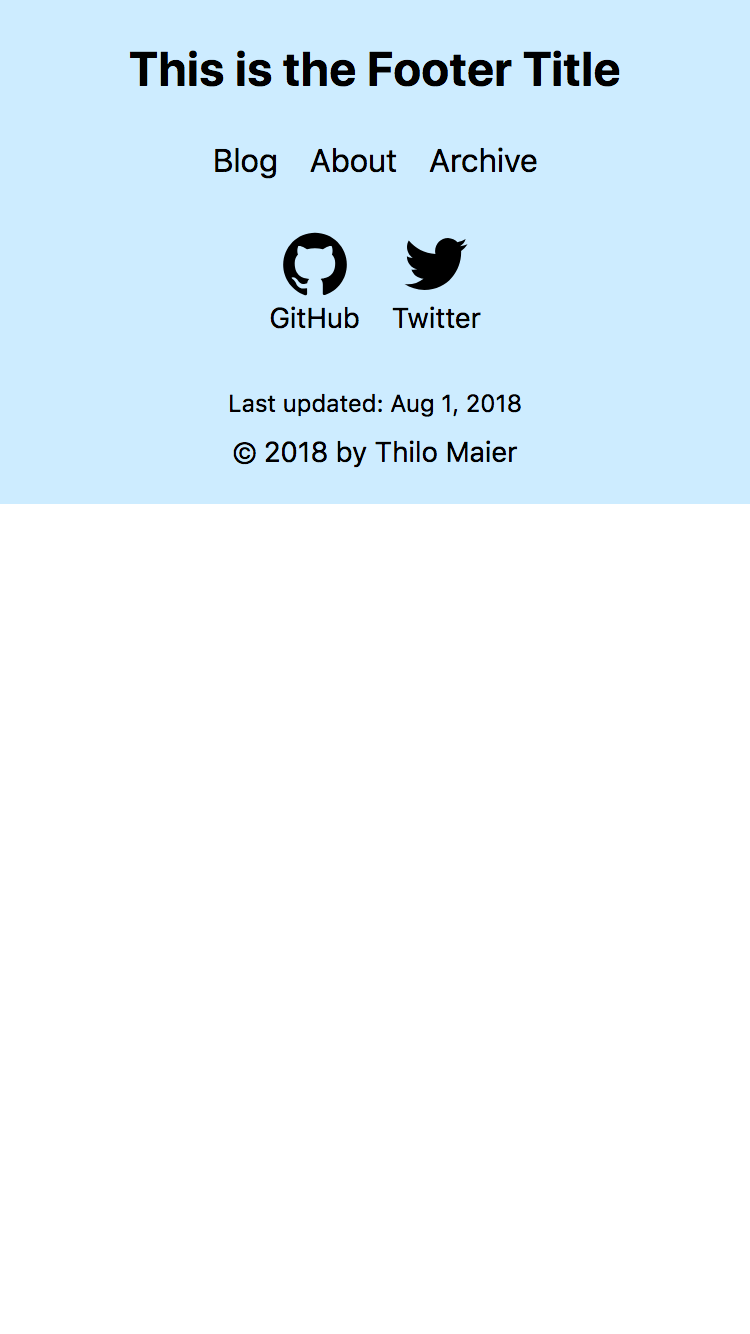 This is the Footer Title
Blog About Archive
GitHub Twitter
Last updated: Aug 1, 2018
© 2018 by Thilo Maier